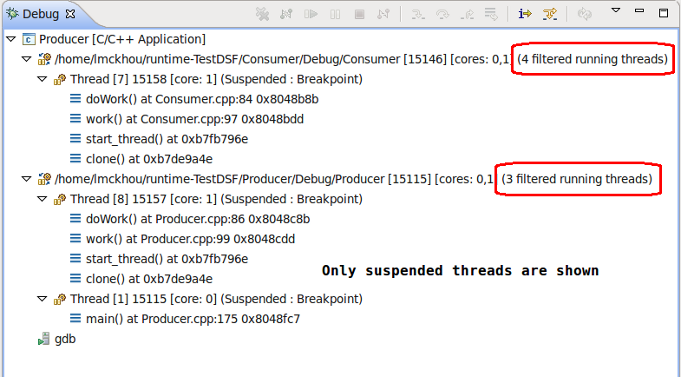 Debug
Producer [C/C++ Application]
/home/lmckhou/runtime-TestDSF/Consumer/Debug/Consumer [15146] [cores: 0,1] (4 filtered running threads)
Thread [7] 15158 [core: 1] (Suspended : Breakpoint)
doWork() at Consumer.cpp:84 0x8048b8b
work() at Consumer.cpp:97 0x8048bdd
start_thread() at 0xb7fb796e
clone() at 0xb7de9a4e
/home/lmckhou/runtime-TestDSF/Producer/Debug/Producer [15115] [cores: 0,1 (3 filtered running threads)
Thread [8] 15157 [core: 1] (Suspended : Breakpoint)
doWork() at Producer.cpp:86 0x8048c8b
work() at Producer.cpp:99 0x8048cdd
start_thread() at 0xb7fb796e
clone() at 0xb7de9a4e
Only suspended threads are shown
Thread [1] 15115 [core: 0] (Suspended : Breakpoint)
main() at Producer.cpp:175 0x8048fc7
gdb